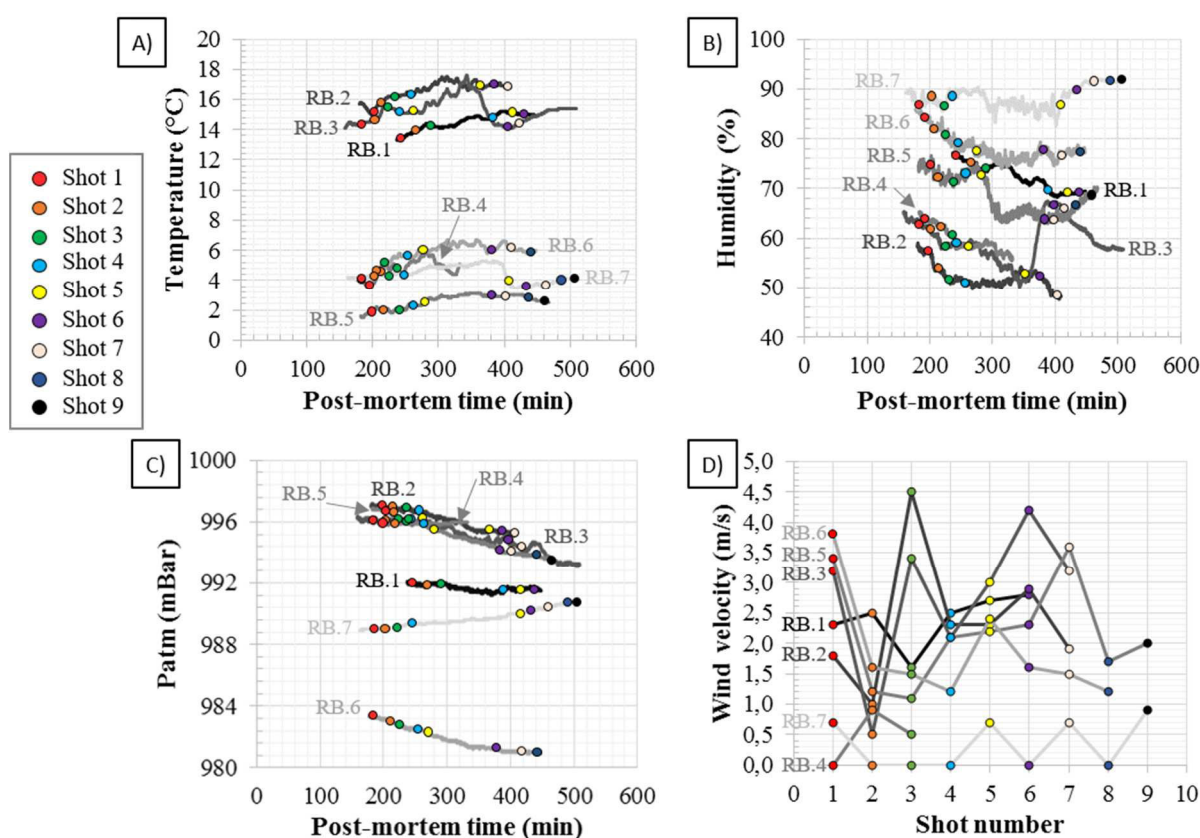 A)
20
18
16
14
12
10
8
6
4
2
0
RB.2
RB.3
RB.1
RB.4
RB.6
RB.7
RB.5
0 100 200 300 400 500 600
Temperature (°C)
Post-mortem time (min)
B)
100
90
80
70
60
50
40
RB.7
RB.6
RB.5
RB.4
RB.2
RB.1
RB.3
0 100 200 300 400 500 600
Humidity (%)
Post-mortem time (min)
Shot 1
Shot 2
Shot 3
Shot 4
Shot 5
Shot 6
Shot 7
Shot 8
Shot 9
C)
1000
996
992
988
984
980
RB.5
RB.2
RB.4
RB.3
RB.1
RB.7
RB.6
0 100 200 300 400 500 600
Patm (mBar)
Post-mortem time (min)
D)
5,0
4,5
4,0
3,5
3,0
2,5
2,0
1,5
1,0
0,5
0,0
RB.6
RB.5
RB.3
RB.1
RB.2
RB.7
RB.4
0 1 2 3 4 5 6 7 8 9 10
Wind velocity (m/s)
Shot number